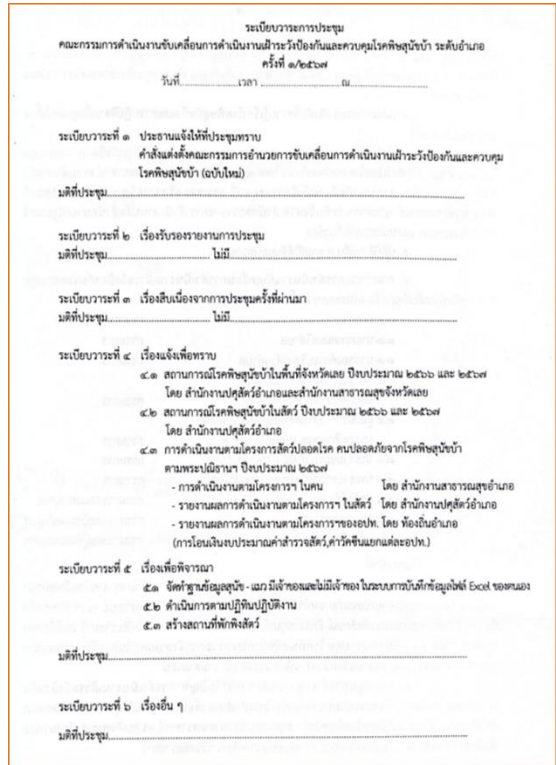 ระเบียบวาระการประชุม
คณะกรรมการดำเนินงานขับเคลื่อนการดำเนินงานเฝ้าระวังป้องกันและควบคุมโรคพิษสุนัขบ้า ระดับอำเภอ
ครั้งที่ ๑/๒๕๖๗
วันที่........................เวลา ............................ณ............................
ระเบียบวาระที่ ๑ ประธานแจ้งให้ที่ประชุมทราบ
คำสั่งแต่งตั้งคณะกรรมการอำนวยการขับเคลื่อนการดำเนินงานเฝ้าระวังป้องกันและควบคุม
โรคพิษสุนัขบ้า (ฉบับใหม่)
มติที่ประชุม................................................................................................
ระเบียบวาระที่ ๒ เรื่องรับรองรายงานการประชุม
มติที่ประชุม................................ ไม่มี................................................................
ระเบียบวาระที่ ๓ เรื่องสืบเนื่องจากการประชุมครั้งที่ผ่านมา
มติที่ประชุม................................ ไม่มี................................................................
ระเบียบวาระที่ ๔ เรื่องแจ้งเพื่อทราบ
๔.๑ สถานการณ์โรคพิษสุนัขบ้าในพื้นที่จังหวัดเลย ปีงบประมาณ ๒๕๖๖ และ ๒๕๖๗
โดย สำนักงานปศุสัตว์อำเภอและสำนักงานสาธารณสุขจังหวัดเลย
๔.๒ สถานการณ์โรคพิษสุนัขบ้าในสัตว์ ปีงบประมาณ ๒๕๖๖ และ ๒๕๖๗
โดย สำนักงานปศุสัตว์อำเภอ
๔.๓ การดำเนินงานตามโครงการสัตว์ปลอดโรค คนปลอดภัยจากโรคพิษสุนัขบ้า
ตามพระปณิธานฯ ปีงบประมาณ ๒๕๖๗
- การดำเนินงานตามโครงการฯ ในคน โดย สำนักงานสาธารณสุขอำเภอ
- รายงานผลการดำเนินงานตามโครงการฯ ในสัตว์ โดย สำนักงานปศุสัตว์อำเภอ
- รายงานผลการดำเนินงานตามโครงการฯของอปท. โดย ท้องถิ่นอำเภอ
(การโอนเงินงบประมาณค่าสำรวจสัตว์,ค่าวัคซีนแยกแต่ละอปท.)
ระเบียบวาระที่ ๕ เรื่องเพื่อพิจารณา
๕.๑ จัดทำฐานข้อมูลสุนัข - แมว มีเจ้าของและไม่มีเจ้าของ ในระบบการบันทึกข้อมูลไฟล์ Excel ของตนเอง
๕.๒ ดำเนินการตามปฏิทินปฏิบัติงาน
๕.๓ สร้างสถานที่พักพิงสัตว์
มติที่ประชุม................................................................................................
ระเบียบวาระที่ ๖ เรื่องอื่น ๆ
มติที่ประชุม................................................................................................